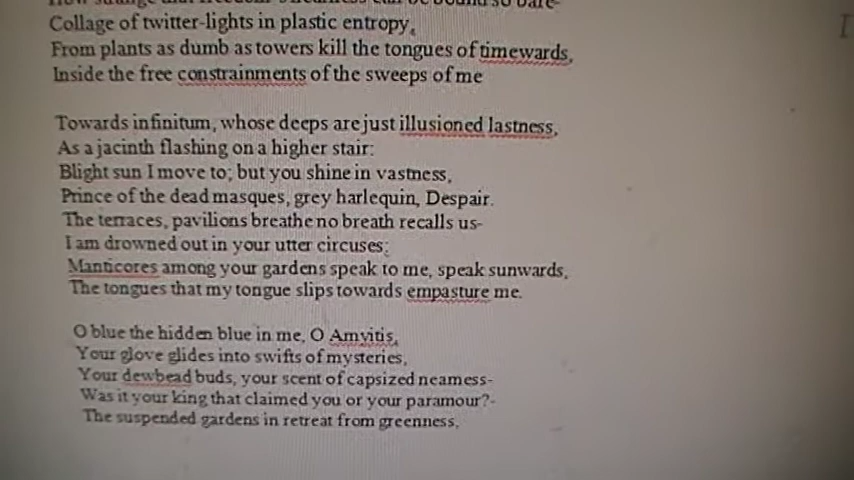 Collage of twitter-lights in plastic entropy,
From plants as dumb as towers kill the tongues of timewards,
Inside the free constrainments of the sweeps of me
Towards infinitum, whose deeps are just illusioned lastness,
As a jacinth flashing on a higher stair:
Blight sun I move to; but you shine in vastness,
Prince of the dead masques, grey harlequin, Despair.
The terraces, pavilions breathe no breath recalls us-
I am drowned out in your utter circuses;
Manticores among your gardens speak to me, speak sunwards,
The tongues that my tongue slips towards empasture me.
O blue the hidden blue in me, O Amyitis,
Your glove glides into swifts of mysteries,
Your dewbead buds, your scent of capsized nearness-
Was it your king that claimed you or your paramour?-
The suspended gardens in retreat from greenness,